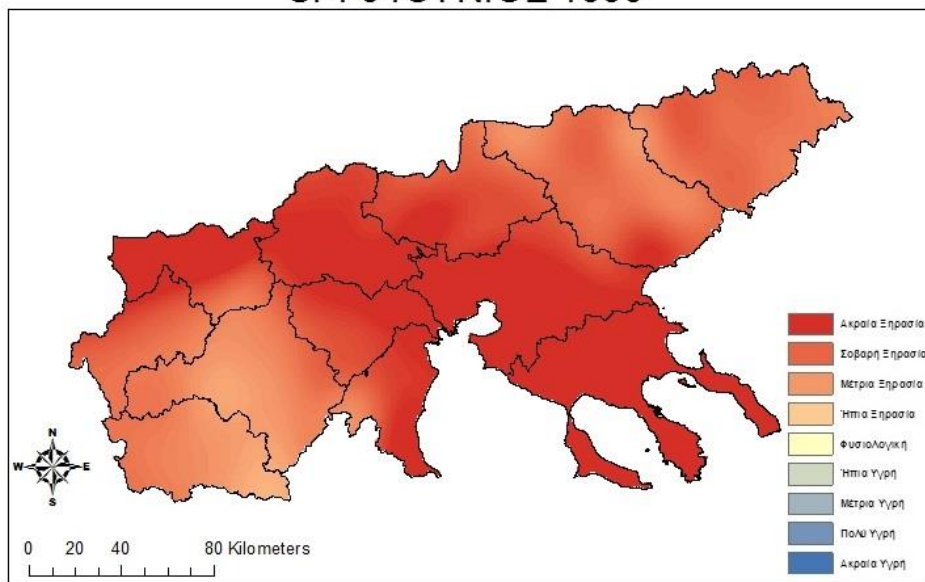 N
W E
S
0 20 40 80 Kilometers
Ακραία Ξηρασία
Σοβαρή Ξηρασία
Μέτρια Ξηρασία
Ήπια Ξηρασία
Φυσιολογική
Ήπια Υγρή
Μέτρια Υγρή
Πολύ Υγρή
Ακραία Υγρή